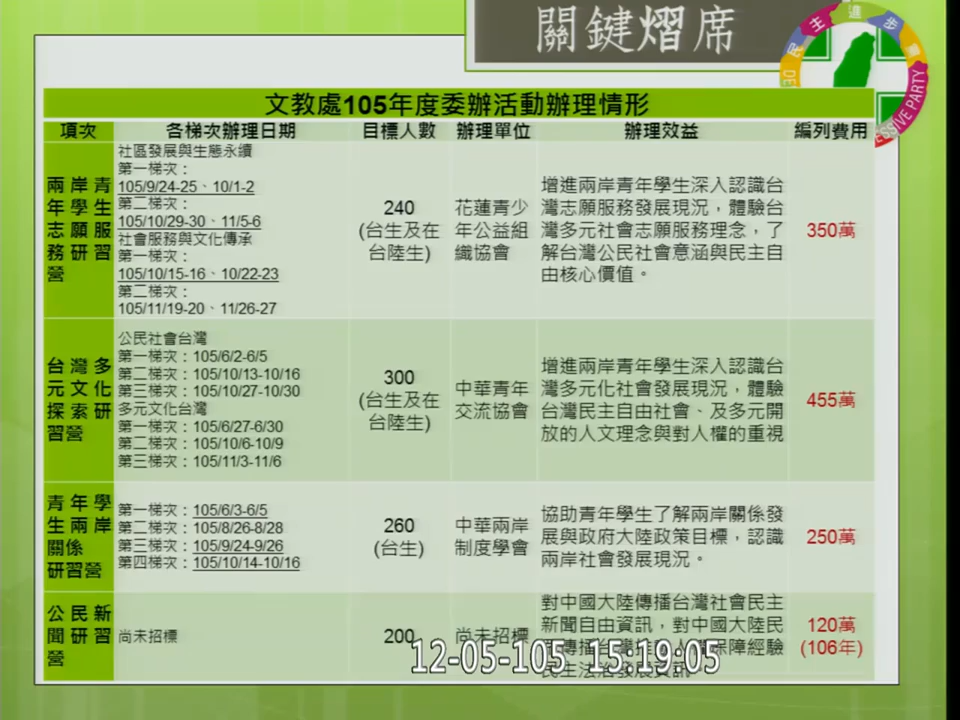 關鍵熠席
民主進步黨
DE
ESSIVE PARTY
文教處105年度委辦活動辦理情形
項次 各梯次辦理日期 目標人數 辦理單位 辦理效益 編列費用
兩岸青
年學生
志願服
務研習
營
社區發展與生態永續
第一梯次：
105/9/24-25、10/1-2
第二梯次：
105/10/29-30、11/5-6
社會服務與文化傳承
第一梯次：
105/10/15-16、10/22-23
第二梯次：
105/11/19-20、11/26-27
240
(台生及在
台陸生)
花蓮青少
年公益組
織協會
增進兩岸青年學生深入認識台
灣志願服務發展現況，體驗台
灣多元社會志願服務理念，了
解台灣公民社會意涵與民主自
由核心價值。
350萬
台灣多
元文化
探索研
習營
公民社會台灣
第一梯次：105/6/2-6/5
第二梯次：105/10/13-10/16
第三梯次：105/10/27-10/30
多元文化台灣
第一梯次：105/6/27-6/30
第二梯次：105/10/6-10/9
第三梯次：105/11/3-11/6
300
(台生及在
台陸生)
中華青年
交流協會
增進兩岸青年學生深入認識台
灣多元化社會發展現況，體驗
台灣民主自由社會、及多元開
放的人文理念與對人權的重視
455萬
青年學
生兩岸
關係
研習營
第一梯次：105/6/3-6/5
第二梯次：105/8/26-8/28
第三梯次：105/9/24-9/26
第四梯次：105/10/14-10/16
260
(台生)
中華兩岸
制度學會
協助青年學生了解兩岸關係發
展與政府大陸政策目標，認識
兩岸社會發展現況。
250萬
公民新
聞研習
營
尚未招標
200
尚未招標
對中國大陸傳播台灣社會民主
新聞自由資訊，對中國大陸民
傳播台灣 保障經驗
民主法治發展資訊
120萬
(106年)
12-05-105 15:19:05